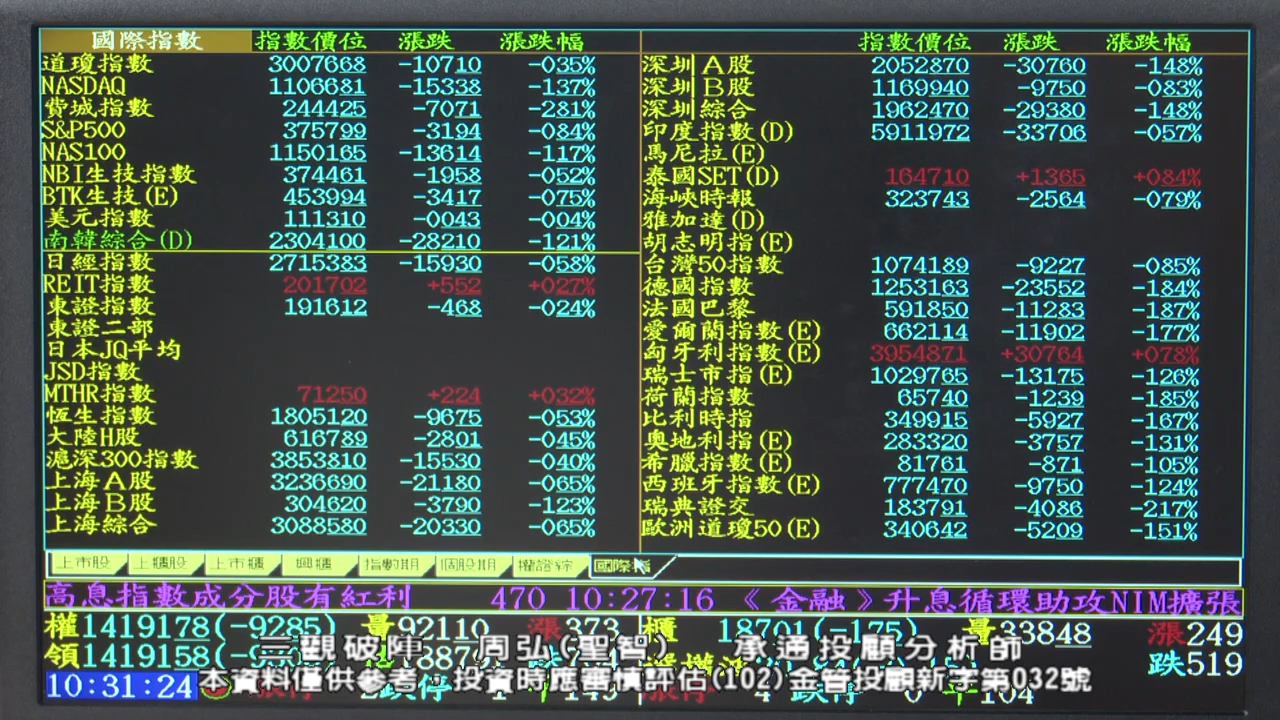 國際指數 指數價位 漲跌 漲跌幅
道瓊指數 3007668 -10710 -035%
NASDAQ 1106681 -15338 -137%
費城指數 244425 -7071 -281%
S&P500 375799 -3194 -084%
NAS100 1150165 -13614 -117%
NBI生技指數 374461 -1958 -052%
BTK生技(E) 453994 -3417 -075%
美元指數 111310 -0043 -004%
南韓綜合(D) 2304100 -28210 -121%
日經指數 2715383 -15930 -058%
REIT指數 201702 +552 +027%
東證指數 191612 -468 -024%
東證二部
日本JQ平均
JSD指數
MTHR指數 71250 +224 +032%
恆生指數 1805120 -9675 -053%
大陸H股 616789 -2801 -045%
滬深300指數 3853810 -15530 -040%
上海A股 3236690 -21180 -065%
上海B股 304620 -3790 -123%
上海綜合 3088580 -20330 -065%
指數價位 漲跌 漲跌幅
深圳A股 2052870 -30760 -148%
深圳B股 1169940 -9750 -083%
深圳綜合 1962470 -29380 -148%
印度指數(D) 5911972 -33706 -057%
馬尼拉(E)
泰國SET(D) 164710 +1365 +084%
海峽時報 323743 -2564 -079%
雅加達(D)
胡志明指(E)
台灣50指數 1074189 -9227 -085%
德國指數 1253163 -23552 -184%
法國巴黎 591850 -11283 -187%
愛爾蘭指數(E) 662114 -11902 -177%
匈牙利指數(E) 3954871 +30764 +078%
瑞士市指(E) 1029765 -13175 -126%
荷蘭指數 65740 -1239 -185%
比利時指 349915 -5927 -167%
奧地利指(E) 283320 -3757 -131%
希臘指數(E) 81761 -871 -105%
西班牙指數(E) 777470 -9750 -124%
瑞典證交 183791 -4086 -217%
歐洲道瓊50(E) 340642 -5209 -151%
上市股 上櫃股 上市櫃 興櫃 指數期 個股期 權證綜 國際指
高息指數成分股有紅利 470 10:27:16 《金融》升息循環助攻NIM擴張
權1419178(-9285) 量92110 漲373 櫃 18701(-175) 量33848 漲249
三觀破陣 周弘(聖智) 承通投顧分析師
領1419158 跌519
本資料僅供參考，投資時應審慎評估(102)金管投顧新字第032號
10:31:24